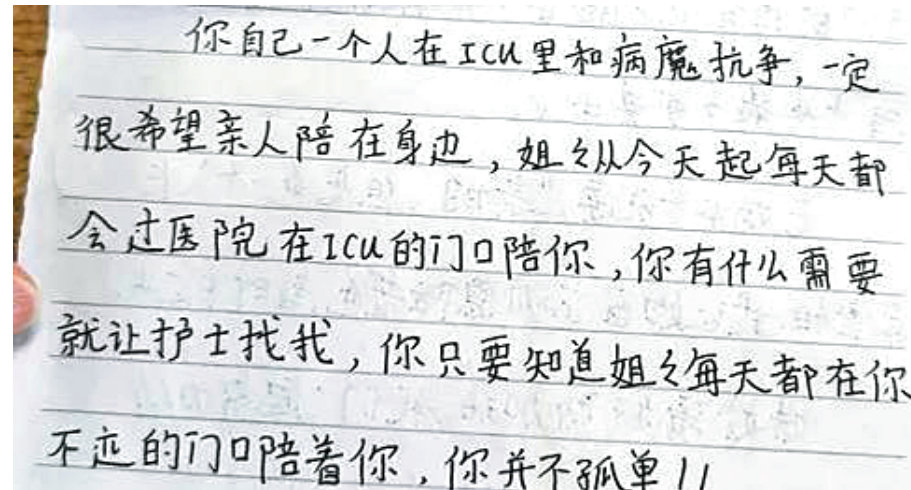 你自己一个人在ICU里和病魔抗争，一定
很希望亲人陪在身边，姐々从今天起每天都
会过医院在ICU的门口陪你，你有什么需要
就让护士找我，你只要知道姐々每天都在你
不远的门口陪着你，你并不孤单！！